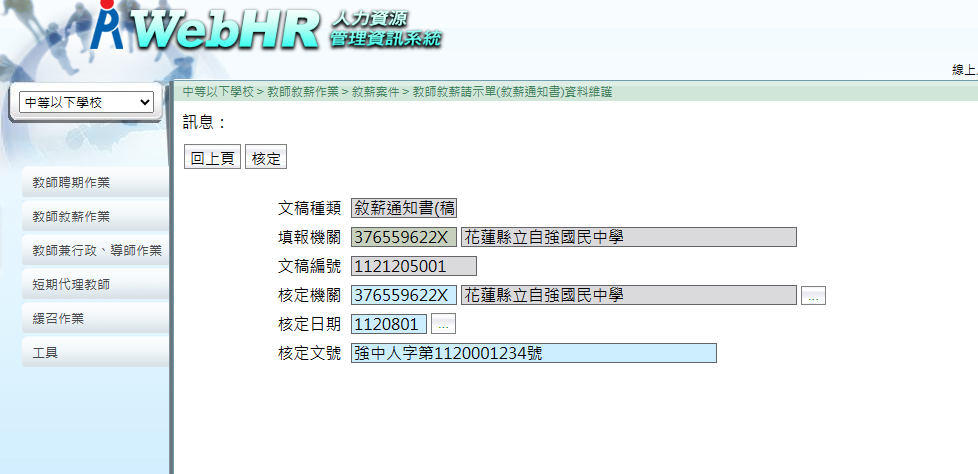 WebHR 人力資源
管理資訊系統
線上
中等以下學校
中等以下學校 > 教師敘薪作業 > 敘薪案件 > 教師敘薪請示單(敘薪通知書)資料維護
訊息：
回上頁 核定
教師聘期作業
教師敘薪作業
教師兼行政、導師作業
短期代理教師
緩召作業
工具
文稿種類 敘薪通知書(稿
填報機關 376559622X 花蓮縣立自強國民中學
文稿編號 1121205001
核定機關 376559622X 花蓮縣立自強國民中學 ...
核定日期 1120801 ...
核定文號 強中人字第1120001234號